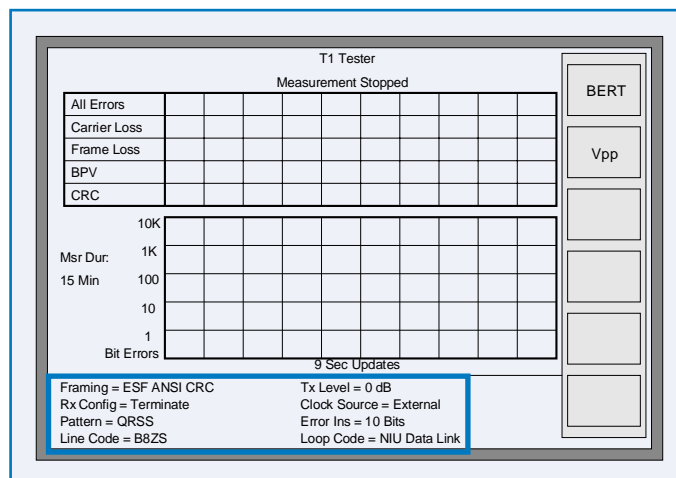 T1 Tester
Measurement Stopped
BERT
Vpp
All Errors
Carrier Loss
Frame Loss
BPV
CRC
10K
1K
Msr Dur:
15 Min
100
10
1
Bit Errors
9 Sec Updates
Framing = ESF ANSI CRC
Tx Level = 0 dB
Rx Config = Terminate
Clock Source = External
Pattern = QRSS
Error Ins = 10 Bits
Line Code = B8ZS
Loop Code = NIU Data Link